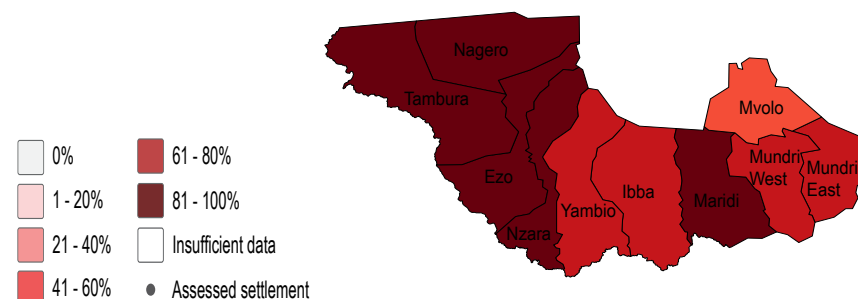 0%
1 - 20%
21 - 40%
41 - 60%
61 - 80%
81 - 100%
Insufficient data
Assessed settlement
Nagero
Tambura
Mvolo
Ezo
Yambio
Ibba
Maridi
Mundri
West
Mundri
East
Nzara